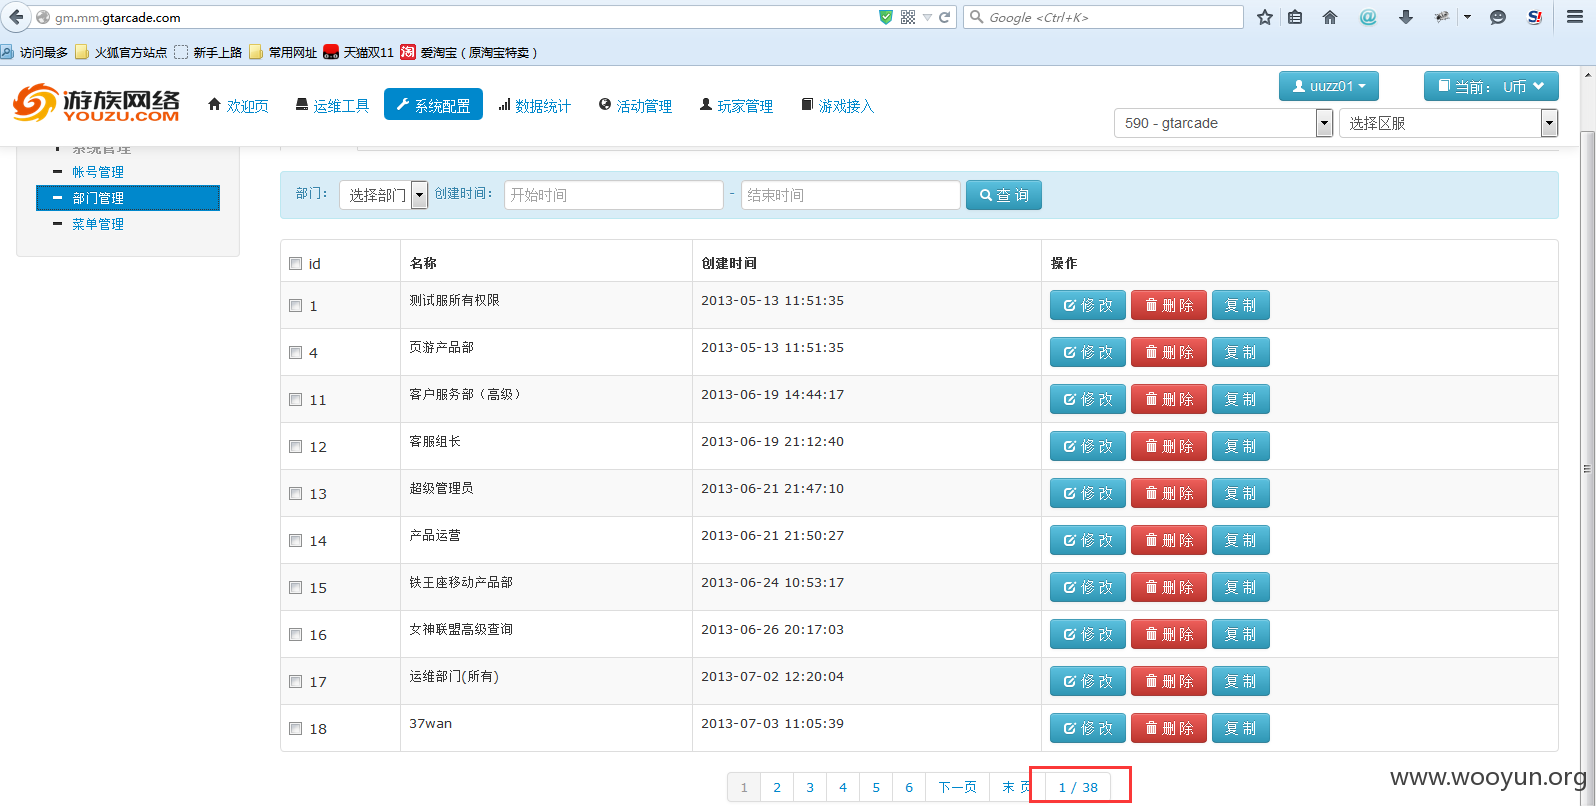 gm.mm.gtarcade.com
Google <Ctrl+K>
访问最多 火狐官方站点 新手上路 常用网址 天猫双11 淘 爱淘宝（原淘宝特卖）
游族网络
YOUZU.COM
欢迎页 运维工具 系统配置 数据统计 活动管理 玩家管理 游戏接入
uuzz01 当前： U币
590 - gtarcade 选择区服
系统管理
帐号管理
部门管理
菜单管理
部门： 选择部门 创建时间： 开始时间 - 结束时间 查 询
id 名称 创建时间 操作
1 测试服所有权限 2013-05-13 11:51:35 修 改 删 除 复 制
4 页游产品部 2013-05-13 11:51:35 修 改 删 除 复 制
11 客户服务部（高级） 2013-06-19 14:44:17 修 改 删 除 复 制
12 客服组长 2013-06-19 21:12:40 修 改 删 除 复 制
13 超级管理员 2013-06-21 21:47:10 修 改 删 除 复 制
14 产品运营 2013-06-21 21:50:27 修 改 删 除 复 制
15 铁王座移动产品部 2013-06-24 10:53:17 修 改 删 除 复 制
16 女神联盟高级查询 2013-06-26 20:17:03 修 改 删 除 复 制
17 运维部门(所有) 2013-07-02 12:20:04 修 改 删 除 复 制
18 37wan 2013-07-03 11:05:39 修 改 删 除 复 制
1 2 3 4 5 6 下一页 末 页 1 / 38
www.wooyun.org